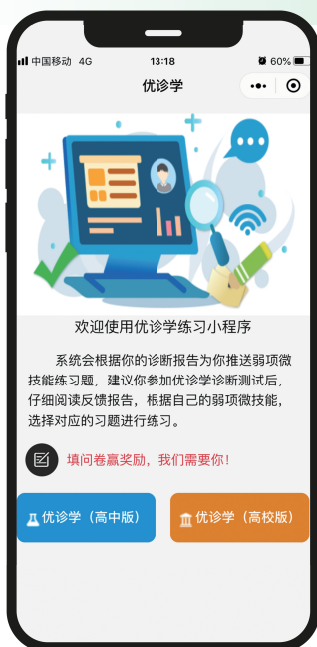 中国移动 4G 13:18 60%
优诊学
欢迎使用优诊学练习小程序
系统会根据你的诊断报告为你推送弱项微
技能练习题，建议你参加优诊学诊断测试后，
仔细阅读反馈报告，根据自己的弱项微技能，
选择对应的习题进行练习。
填问卷赢奖励，我们需要你！
优诊学（高中版） 优诊学（高校版）